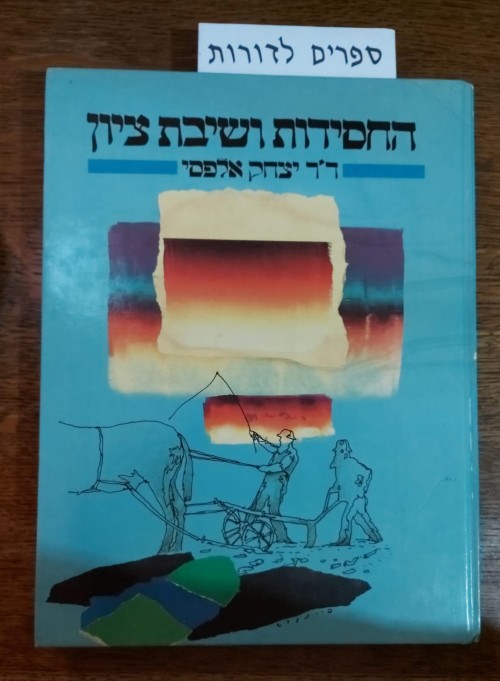 ספרים לדורות
החסידות ושיבת ציון
ד״ר יצחק אלפסי